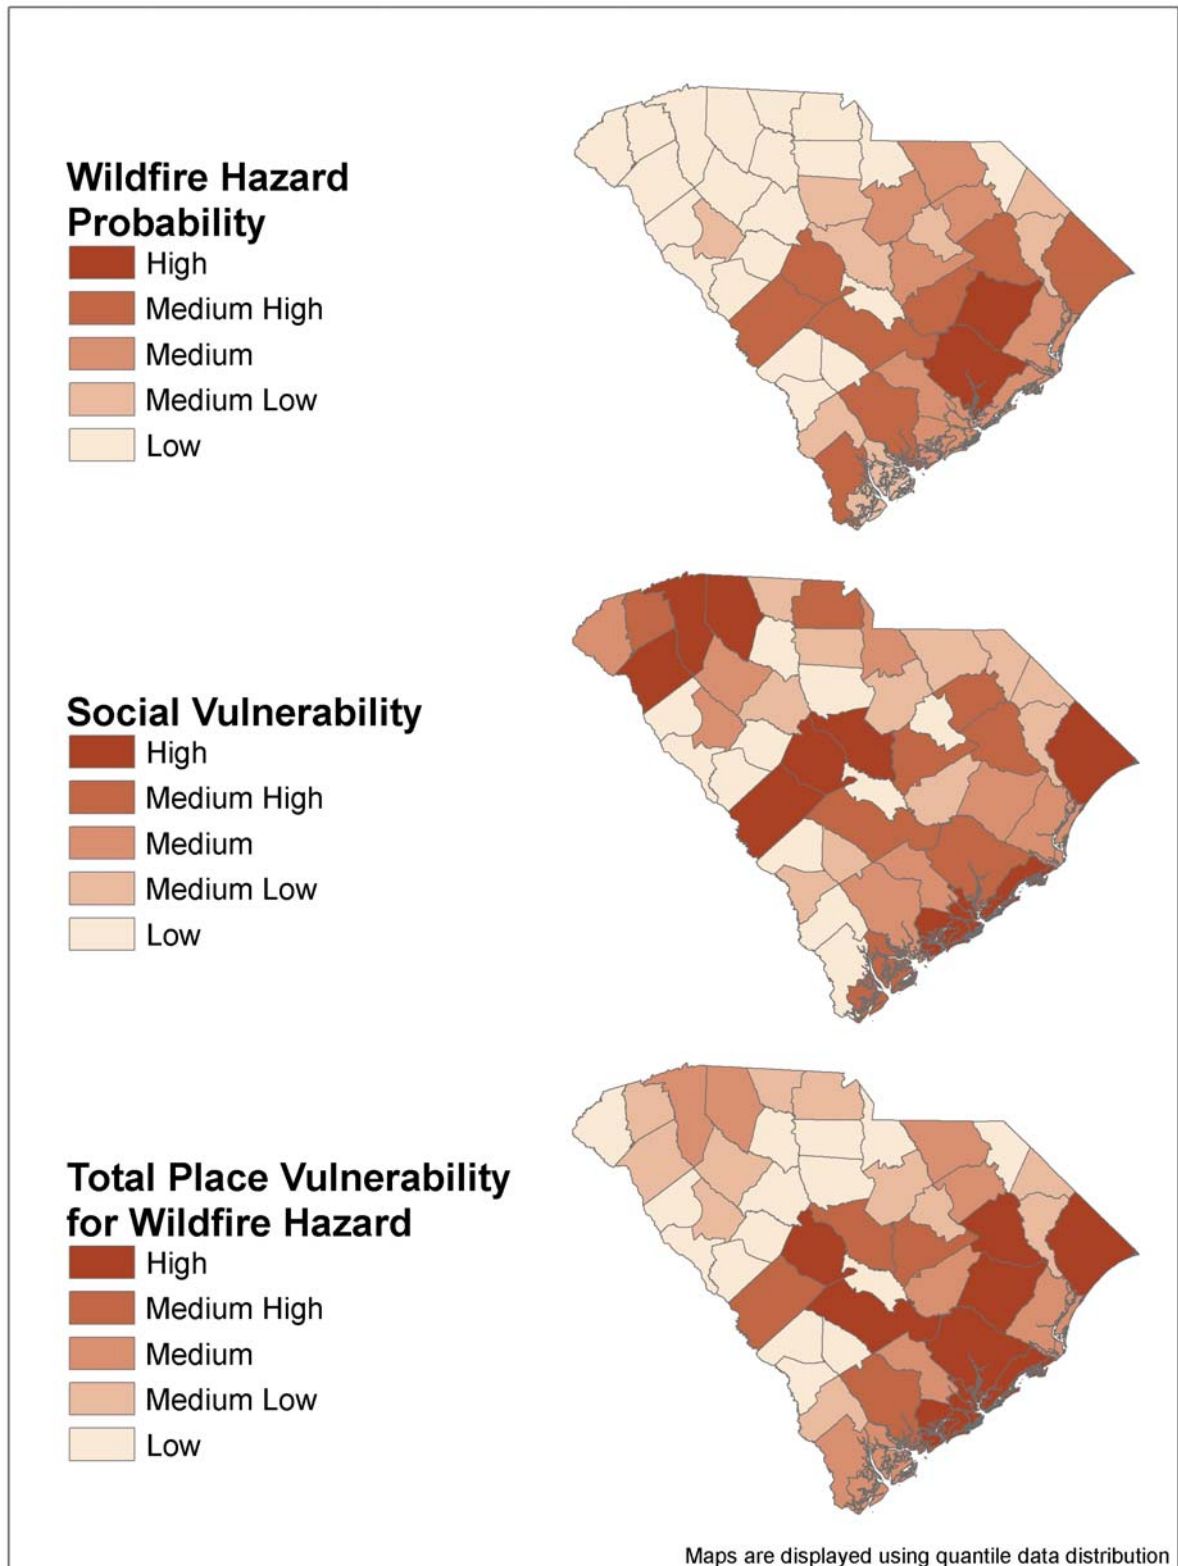 Wildfire Hazard
Probability
High
Medium High
Medium
Medium Low
Low
Social Vulnerability
High
Medium High
Medium
Medium Low
Low
Total Place Vulnerability
for Wildfire Hazard
High
Medium High
Medium
Medium Low
Low
Maps are displayed using quantile data distribution